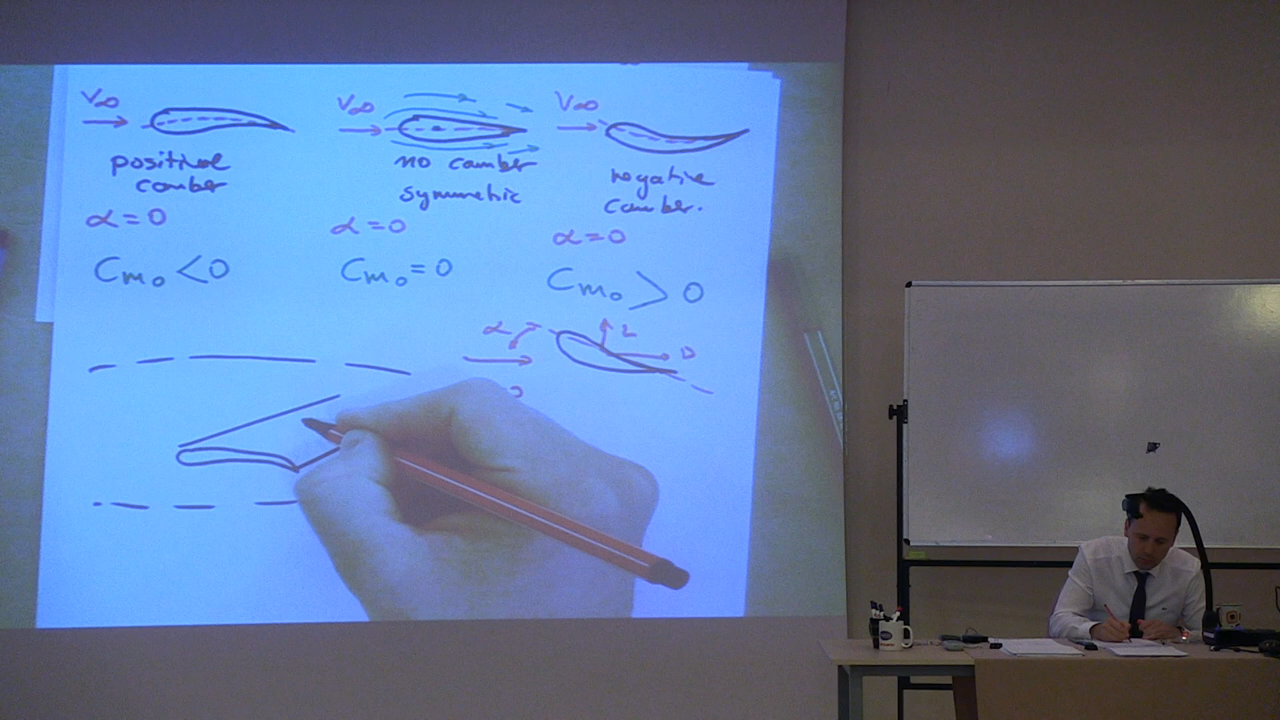 V∞
V∞
V∞
positive
camber
no camber
symmetric
negative
camber.
α = 0
α = 0
α = 0
Cm₀ < 0
Cm₀ = 0
Cm₀ > 0
α
L
D